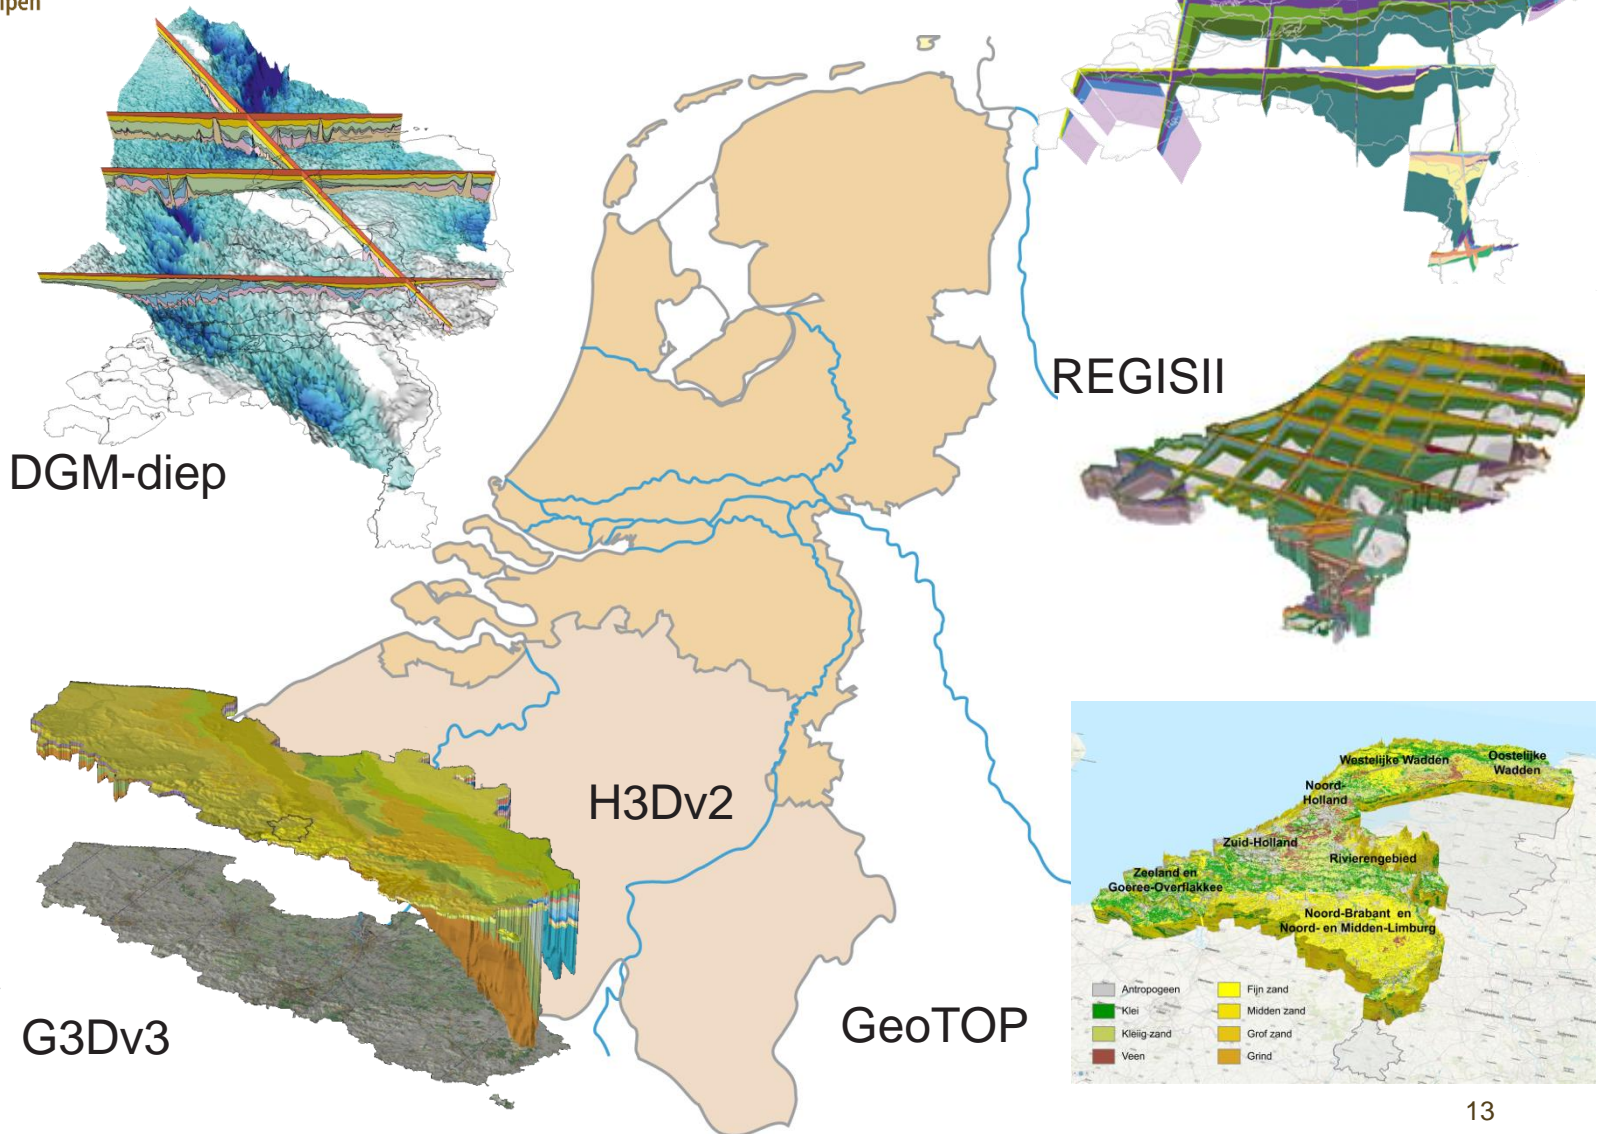 DGM-diep
REGISII
H3Dv2
G3Dv3
GeoTOP
Westelijke Wadden
Oostelijke
Wadden
Noord-
Holland
Zuid-Holland
Rivierengebied
Zeeland en
Goeree-Overflakkee
Noord-Brabant en
Noord- en Midden-Limburg
Antropogeen
Klei
Kleiig zand
Veen
Fijn zand
Midden zand
Grof zand
Grind
13